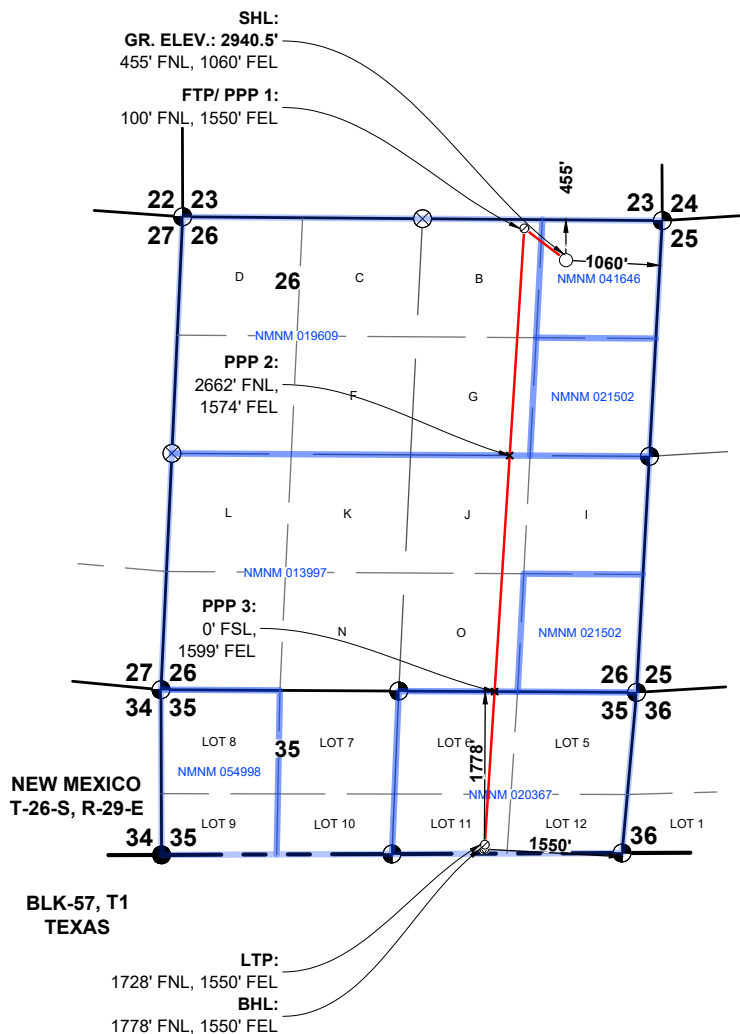 SHL:
GR. ELEV.: 2940.5'
455' FNL, 1060' FEL
FTP/ PPP 1:
100' FNL, 1550' FEL
455'
22 23
23 24
27 26
25
1060'
D
26
C
B
NMNM 041646
NMNM 019609
PPP 2:
2662' FNL,
1574' FEL
F
G
NMNM 021502
L
K
J
I
NMNM 013997
PPP 3:
0' FSL,
1599' FEL
N
O
NMNM 021502
27 26
26 25
34 35
35 36
LOT 8
35
LOT 7
LOT 6
LOT 5
1778'
NMNM 054998
NMNM 020367
NEW MEXICO
T-26-S, R-29-E
LOT 9
LOT 10
LOT 11
LOT 12
LOT 1
34 35
1550'
36
BLK-57, T1
TEXAS
LTP:
1728' FNL, 1550' FEL
BHL:
1778' FNL, 1550' FEL